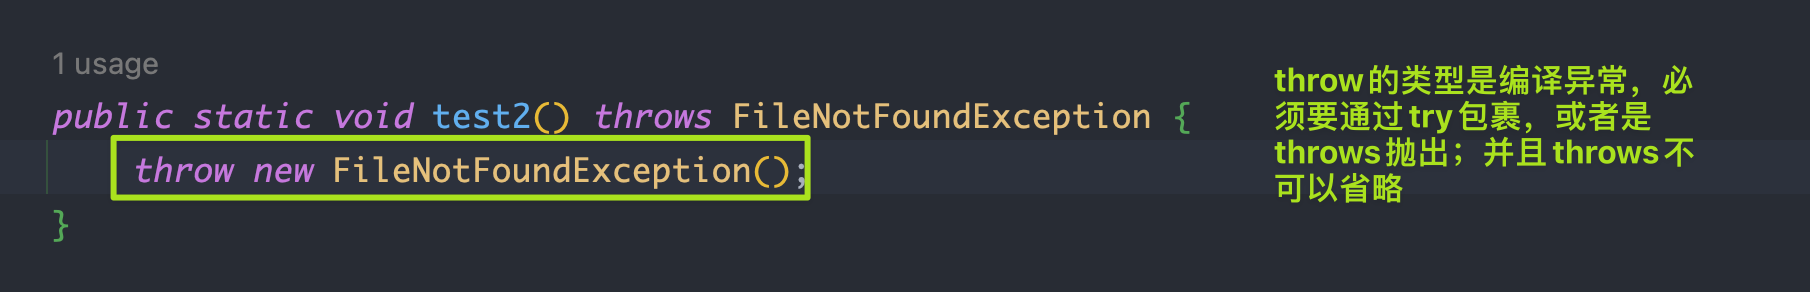 1 usage
public static void test2() throws FileNotFoundException {
throw new FileNotFoundException();
}
throw的类型是编译异常，必
须要通过try包裹，或者是
throws抛出；并且throws不
可以省略